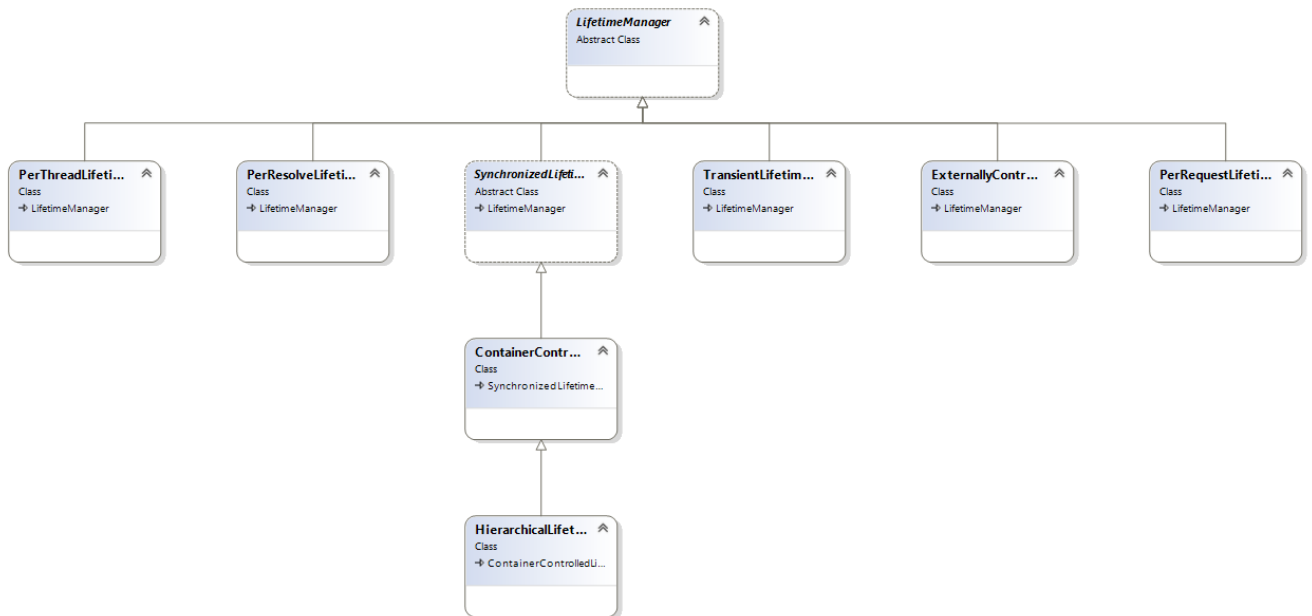 LifetimeManager
Abstract Class
PerThreadLifeti...
Class
LifetimeManager
PerResolveLifeti...
Class
LifetimeManager
SynchronizedLifeti...
Abstract Class
LifetimeManager
TransientLifetim...
Class
LifetimeManager
ExternallyContr...
Class
LifetimeManager
PerRequestLifeti...
Class
LifetimeManager
ContainerContr...
Class
SynchronizedLifetime...
HierarchicalLifet...
Class
ContainerControlledLi...